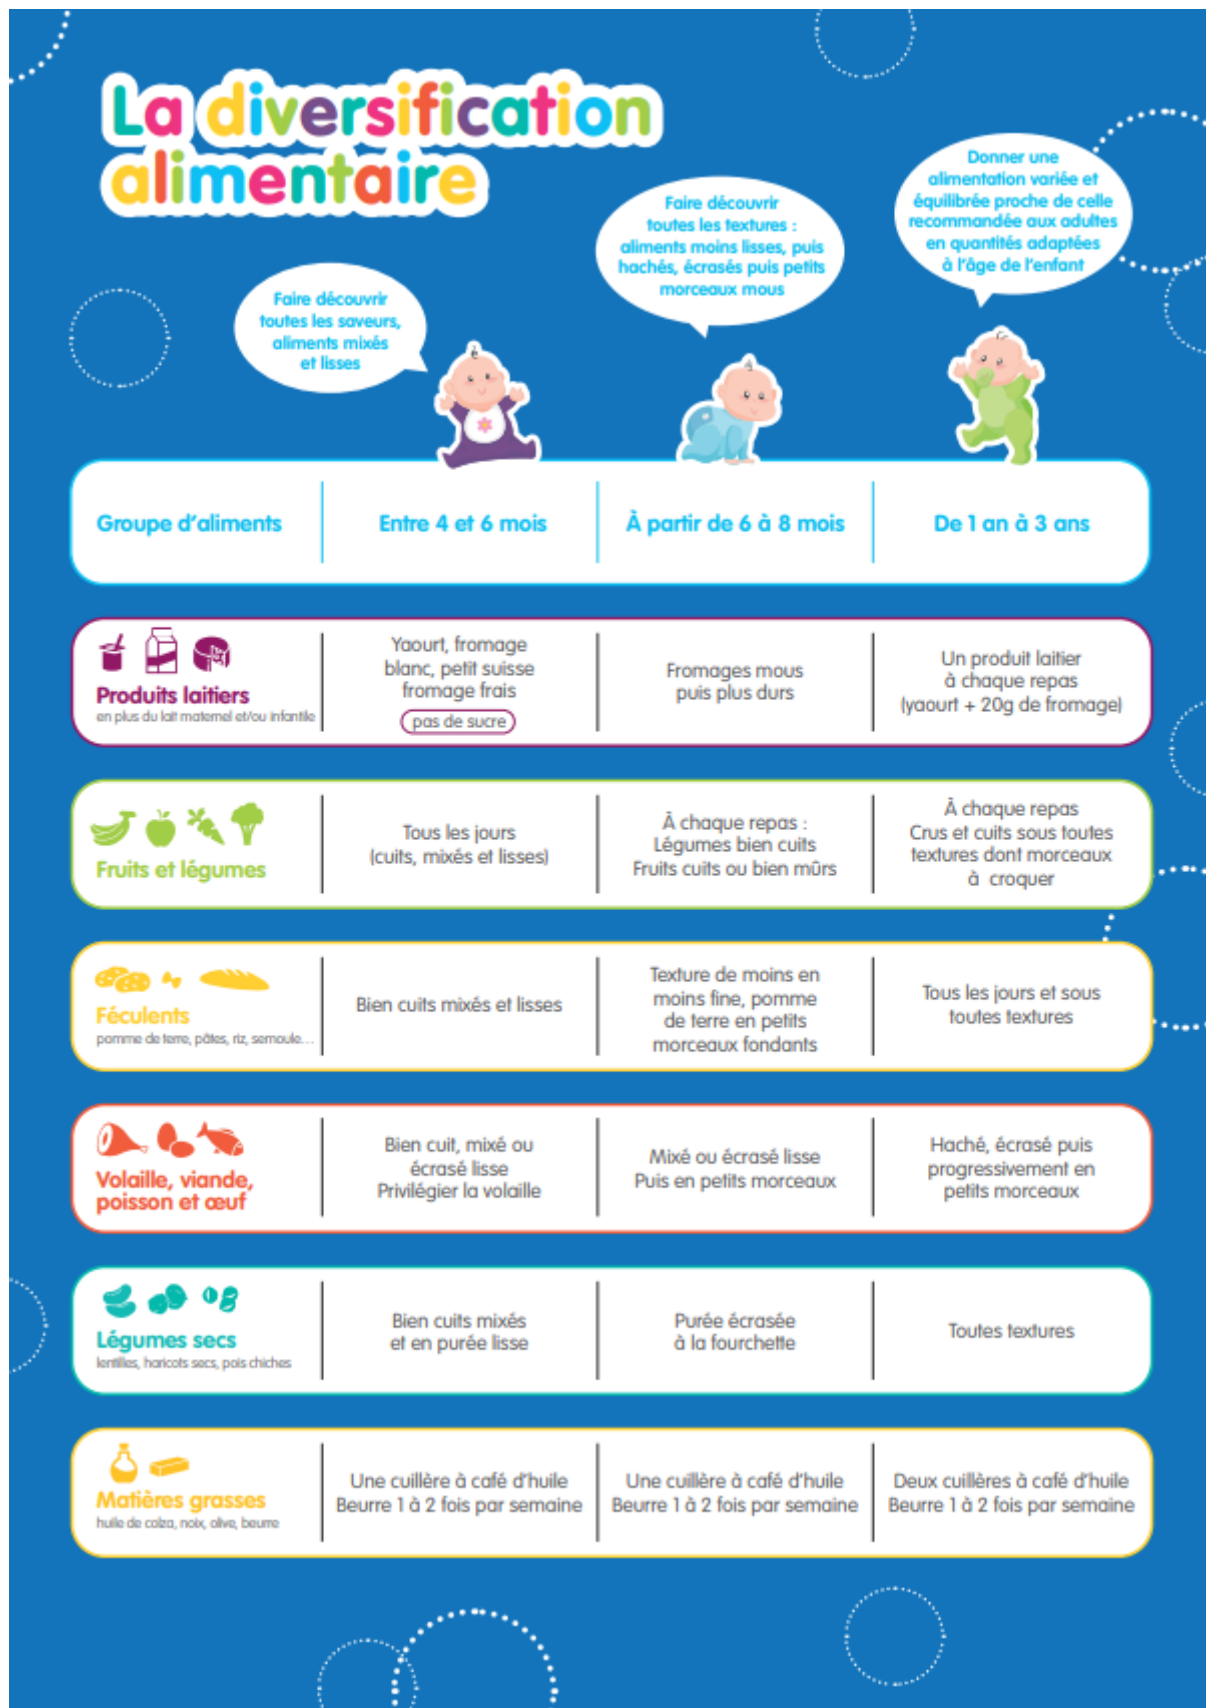 La diversification
alimentaire
Faire découvrir
toutes les saveurs,
aliments mixés
et lisses
Faire découvrir
toutes les textures :
aliments moins lisses, puis
hachés, écrasés puis petits
morceaux mous
Donner une
alimentation variée et
équilibrée proche de celle
recommandée aux adultes
en quantités adaptées
à l'âge de l'enfant
Groupe d'aliments
Entre 4 et 6 mois
À partir de 6 à 8 mois
De 1 an à 3 ans
Produits laitiers
en plus du lait maternel et/ou infantile
Yaourt, fromage
blanc, petit suisse
fromage frais
pas de sucre
Fromages mous
puis plus durs
Un produit laitier
à chaque repas
(yaourt + 20g de fromage)
Fruits et légumes
Tous les jours
(cuits, mixés et lisses)
À chaque repas :
Légumes bien cuits
Fruits cuits ou bien mûrs
À chaque repas
Crus et cuits sous toutes
textures dont morceaux
à croquer
Féculents
pomme de terre, pâtes, riz, semoule...
Bien cuits mixés et lisses
Texture de moins en
moins fine, pomme
de terre en petits
morceaux fondants
Tous les jours et sous
toutes textures
Volaille, viande,
poisson et œuf
Bien cuit, mixé ou
écrasé lisse
Privilégier la volaille
Mixé ou écrasé lisse
Puis en petits morceaux
Haché, écrasé puis
progressivement en
petits morceaux
Légumes secs
lentilles, haricots secs, pois chiches
Bien cuits mixés
et en purée lisse
Purée écrasée
à la fourchette
Toutes textures
Matières grasses
huile de colza, noix, olive, beurre
Une cuillère à café d'huile
Beurre 1 à 2 fois par semaine
Une cuillère à café d'huile
Beurre 1 à 2 fois par semaine
Deux cuillères à café d'huile
Beurre 1 à 2 fois par semaine